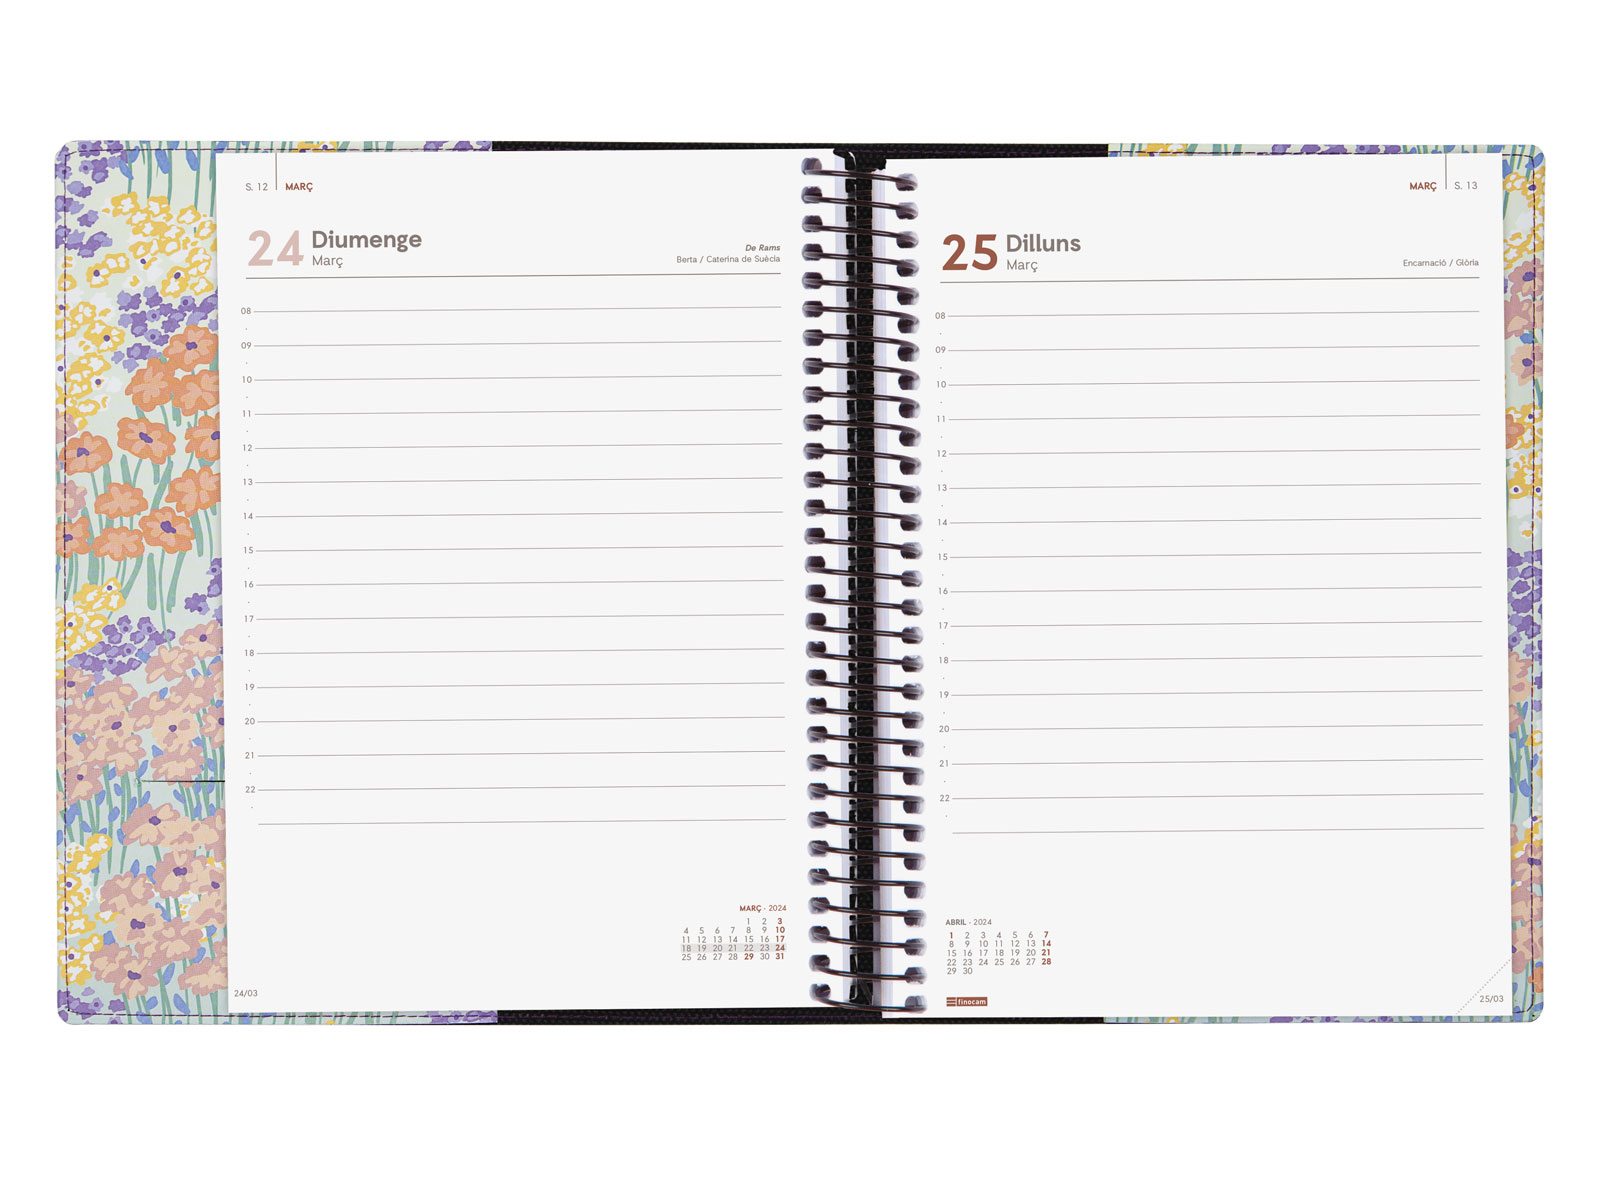 S. 12 MARÇ
24 Diumenge
Març
De Rams
Berta / Caterina de Suècia
08
09
10
11
12
13
14
15
16
17
18
19
20
21
22
MARÇ - 2024
1 2 3
4 5 6 7 8 9 10
11 12 13 14 15 16 17
18 19 20 21 22 23 24
25 26 27 28 29 30 31
24/03
MARÇ S. 13
25 Dilluns
Març
Encarnació / Glòria
08
09
10
11
12
13
14
15
16
17
18
19
20
21
22
ABRIL - 2024
1 2 3 4 5 6 7
8 9 10 11 12 13 14
15 16 17 18 19 20 21
22 23 24 25 26 27 28
29 30
finocam
25/03